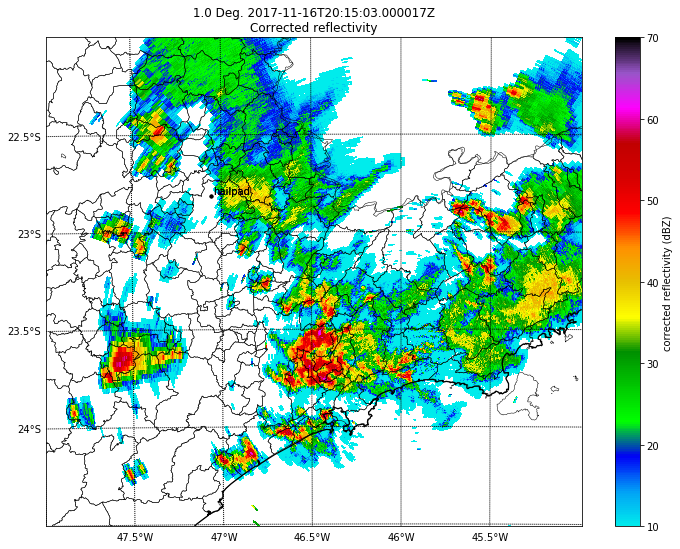 1.0 Deg. 2017-11-16T20:15:03.000017Z
Corrected reflectivity
hailpad
22.5°S
23°S
23.5°S
24°S
47.5°W
47°W
46.5°W
46°W
45.5°W
70
60
50
40
30
20
10
corrected reflectivity (dBZ)